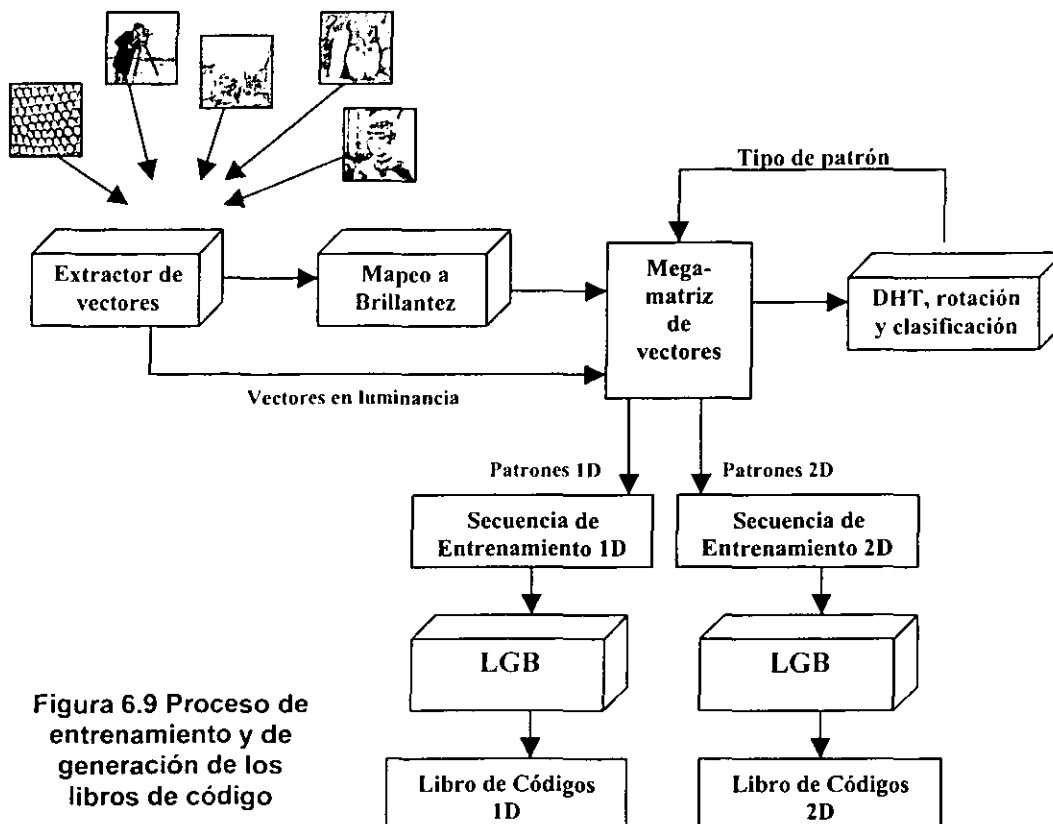 Tipo de patrón
Extractor de
vectores
Mapeo a
Brillantez
Mega-
matriz
de
vectores
DHT, rotación
y clasificación
Vectores en luminancia
Patrones 1D
Patrones 2D
Secuencia de
Entrenamiento 1D
Secuencia de
Entrenamiento 2D
LGB
LGB
Figura 6.9 Proceso de
entrenamiento y de
generación de los
libros de código
Libro de Códigos
1D
Libro de Códigos
2D